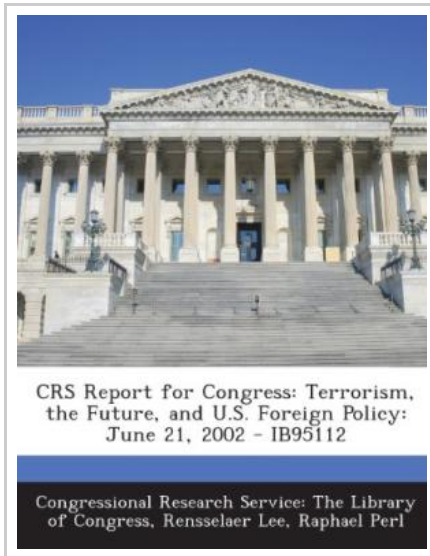 CRS Report for Congress: Terrorism,
the Future, and U.S. Foreign Policy:
June 21, 2002 - IB95112
Congressional Research Service: The Library
of Congress, Rensselaer Lee, Raphael Perl